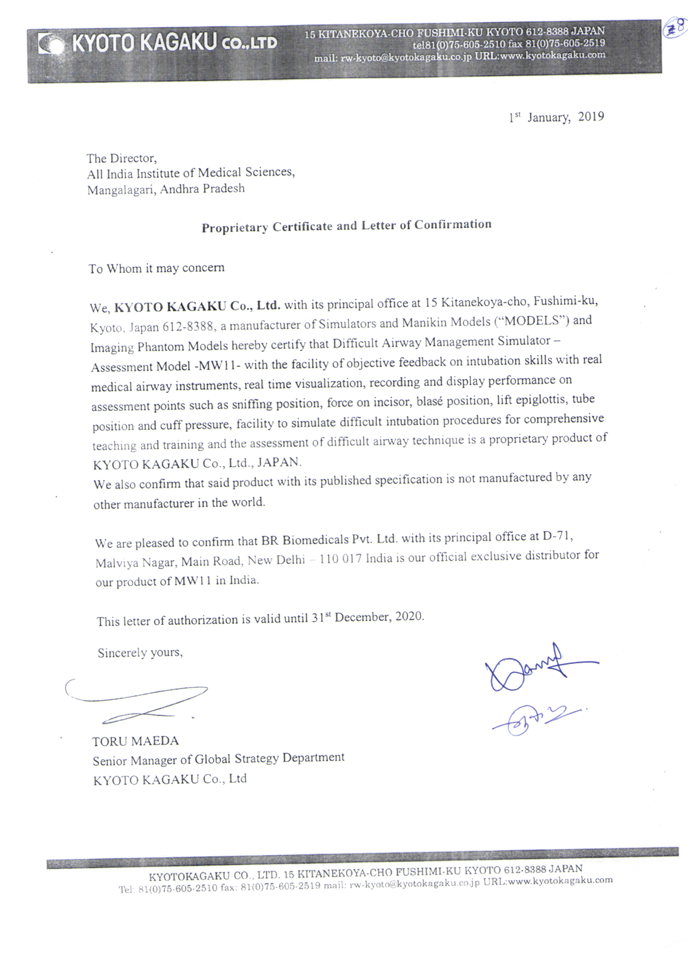 KYOTO KAGAKU CO.,LTD
15 KITANEKOYA-CHO FUSHIMI-KU KYOTO 612-8388 JAPAN
tel81(0)75-605-2510 fax 81(0)75-605-2519
mail: rw-kyoto@kyotokagaku.co.jp URL:www.kyotokagaku.com
1st January, 2019
The Director,
All India Institute of Medical Sciences,
Mangalagari, Andhra Pradesh
Proprietary Certificate and Letter of Confirmation
To Whom it may concern
We, KYOTO KAGAKU Co., Ltd. with its principal office at 15 Kitanekoya-cho, Fushimi-ku,
Kyoto, Japan 612-8388, a manufacturer of Simulators and Manikin Models (“MODELS”) and
Imaging Phantom Models hereby certify that Difficult Airway Management Simulator –
Assessment Model -MW11- with the facility of objective feedback on intubation skills with real
medical airway instruments, real time visualization, recording and display performance on
assessment points such as sniffing position, force on incisor, blasé position, lift epiglottis, tube
position and cuff pressure, facility to simulate difficult intubation procedures for comprehensive
teaching and training and the assessment of difficult airway technique is a proprietary product of
KYOTO KAGAKU Co., Ltd., JAPAN.
We also confirm that said product with its published specification is not manufactured by any
other manufacturer in the world.
We are pleased to confirm that BR Biomedicals Pvt. Ltd. with its principal office at D-71,
Malviya Nagar, Main Road, New Delhi – 110 017 India is our official exclusive distributor for
our product of MW11 in India.
This letter of authorization is valid until 31st December, 2020.
Sincerely yours,
TORU MAEDA
Senior Manager of Global Strategy Department
KYOTO KAGAKU Co., Ltd
KYOTOKAGAKU CO., LTD. 15 KITANEKOYA-CHO FUSHIMI-KU KYOTO 612-8388 JAPAN
Tel: 81(0)75-605-2510 fax: 81(0)75-605-2519 mail: rw-kyoto@kyotokagaku.co.jp URL:www.kyotokagaku.com